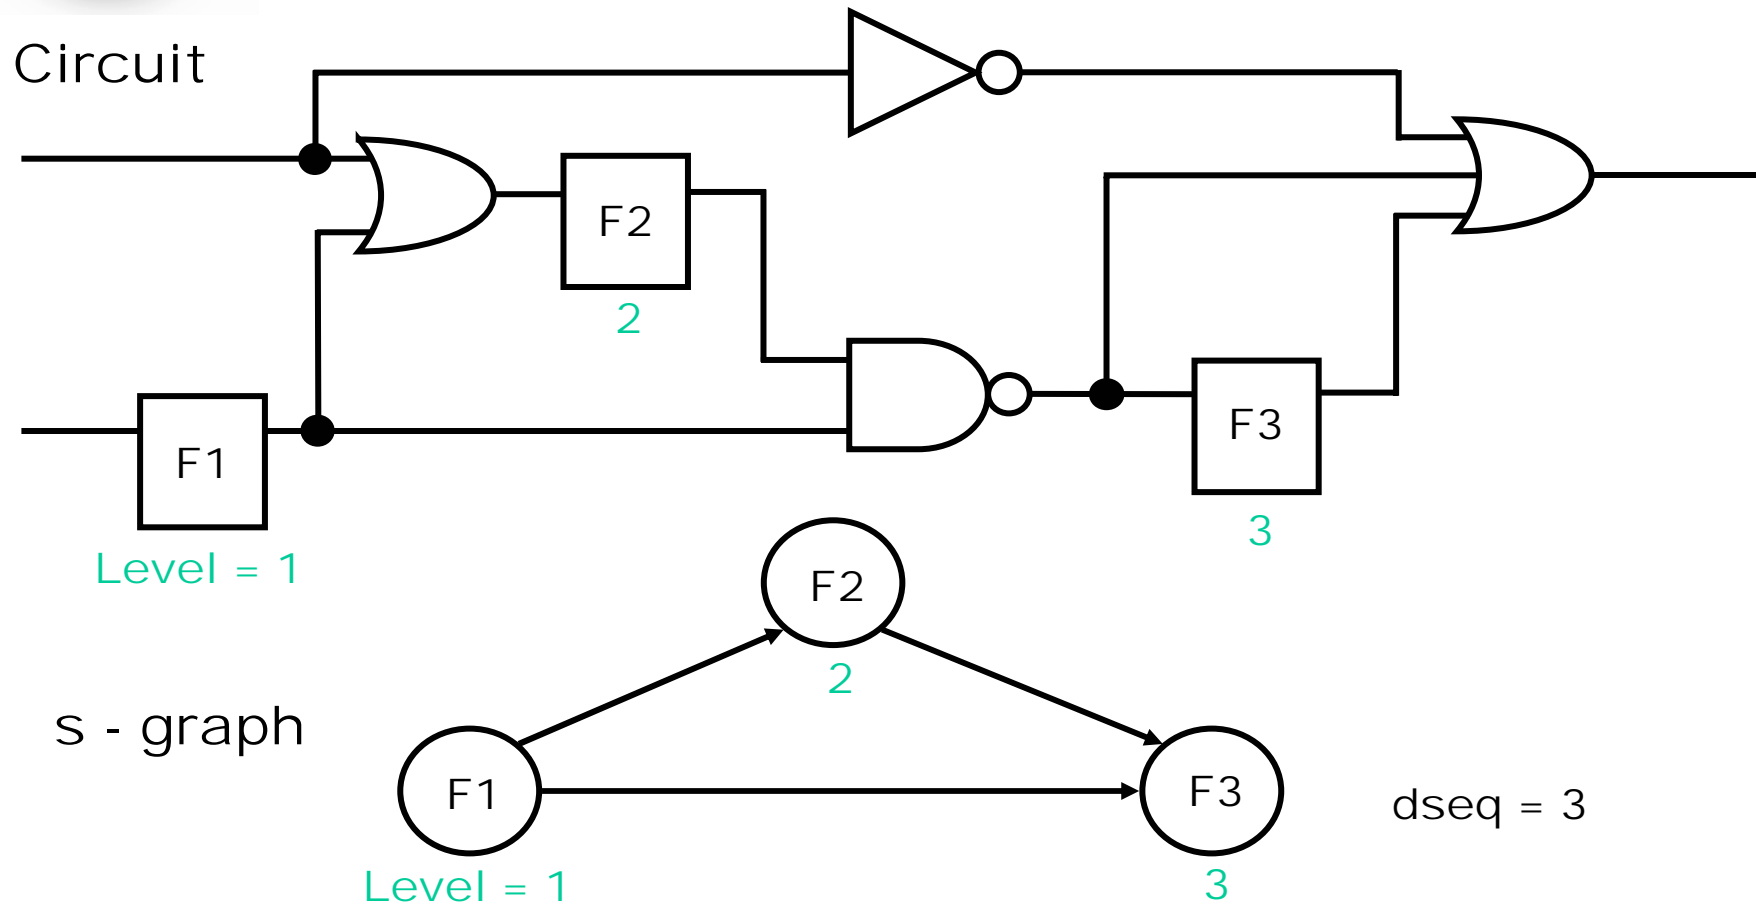 Circuit
F2
2
F1
Level = 1
F3
3
s - graph
F2
2
F1
Level = 1
F3
3
dseq = 3